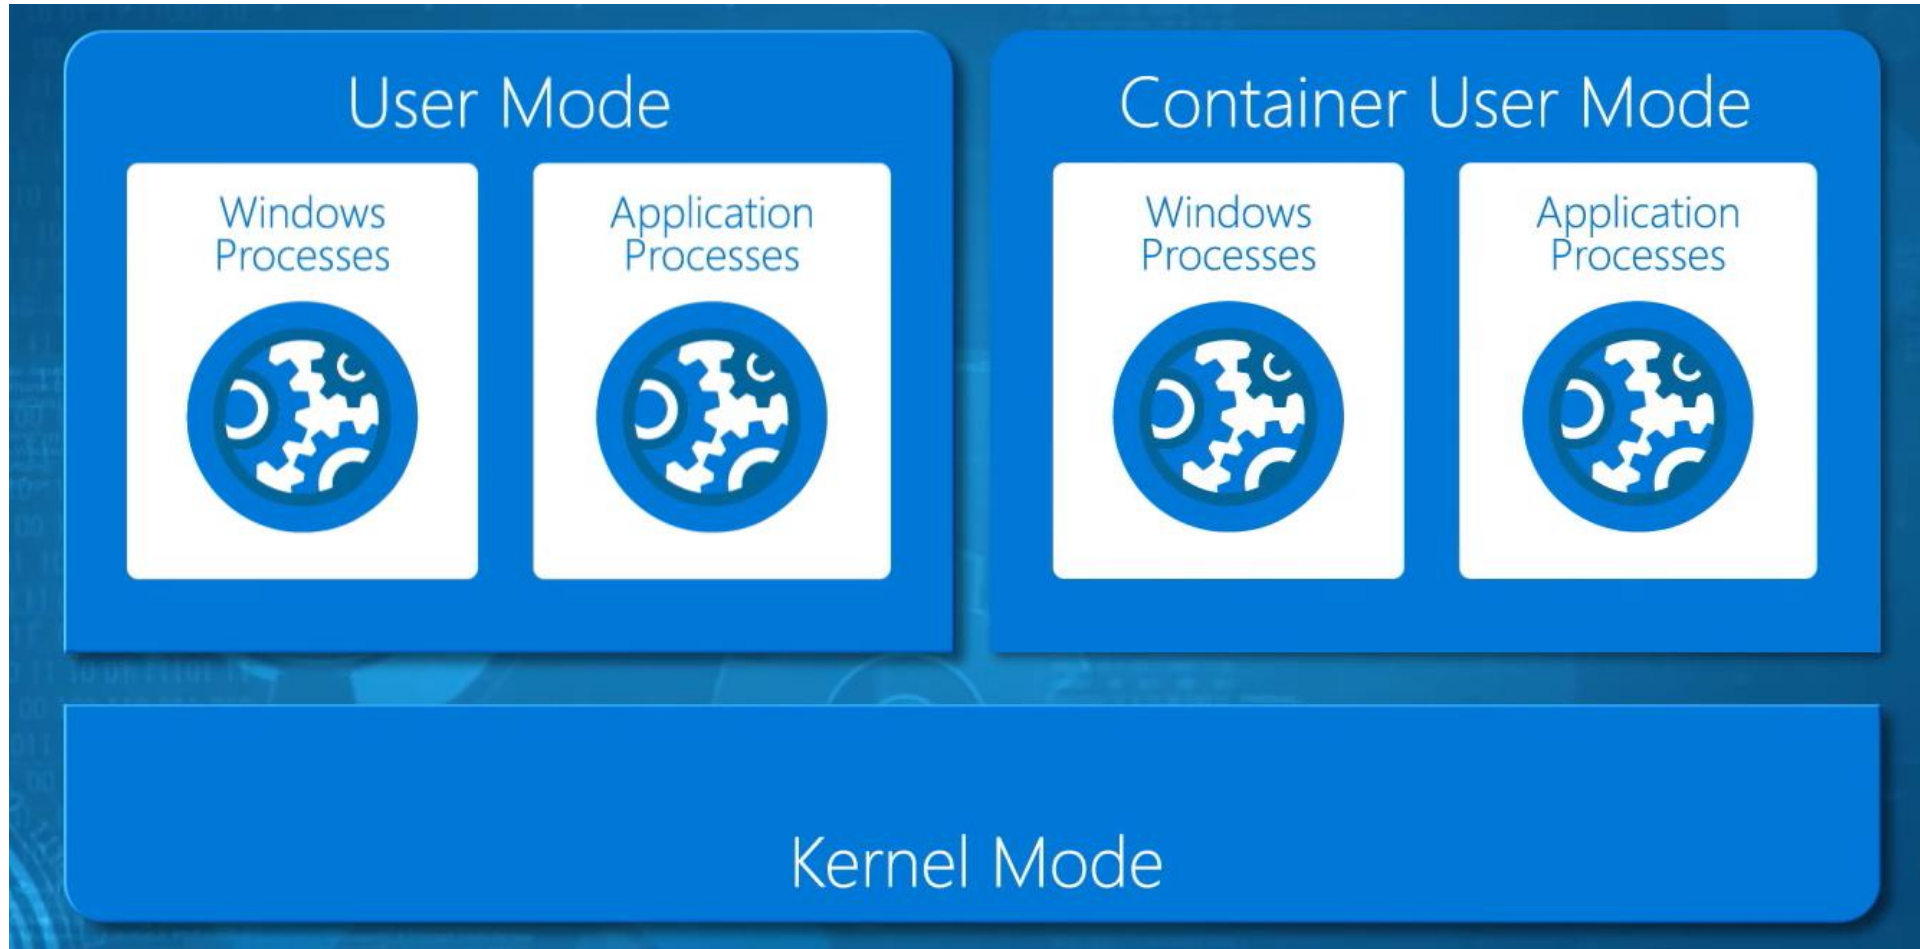 User Mode
Windows
Processes
Application
Processes
Container User Mode
Windows
Processes
Application
Processes
Kernel Mode